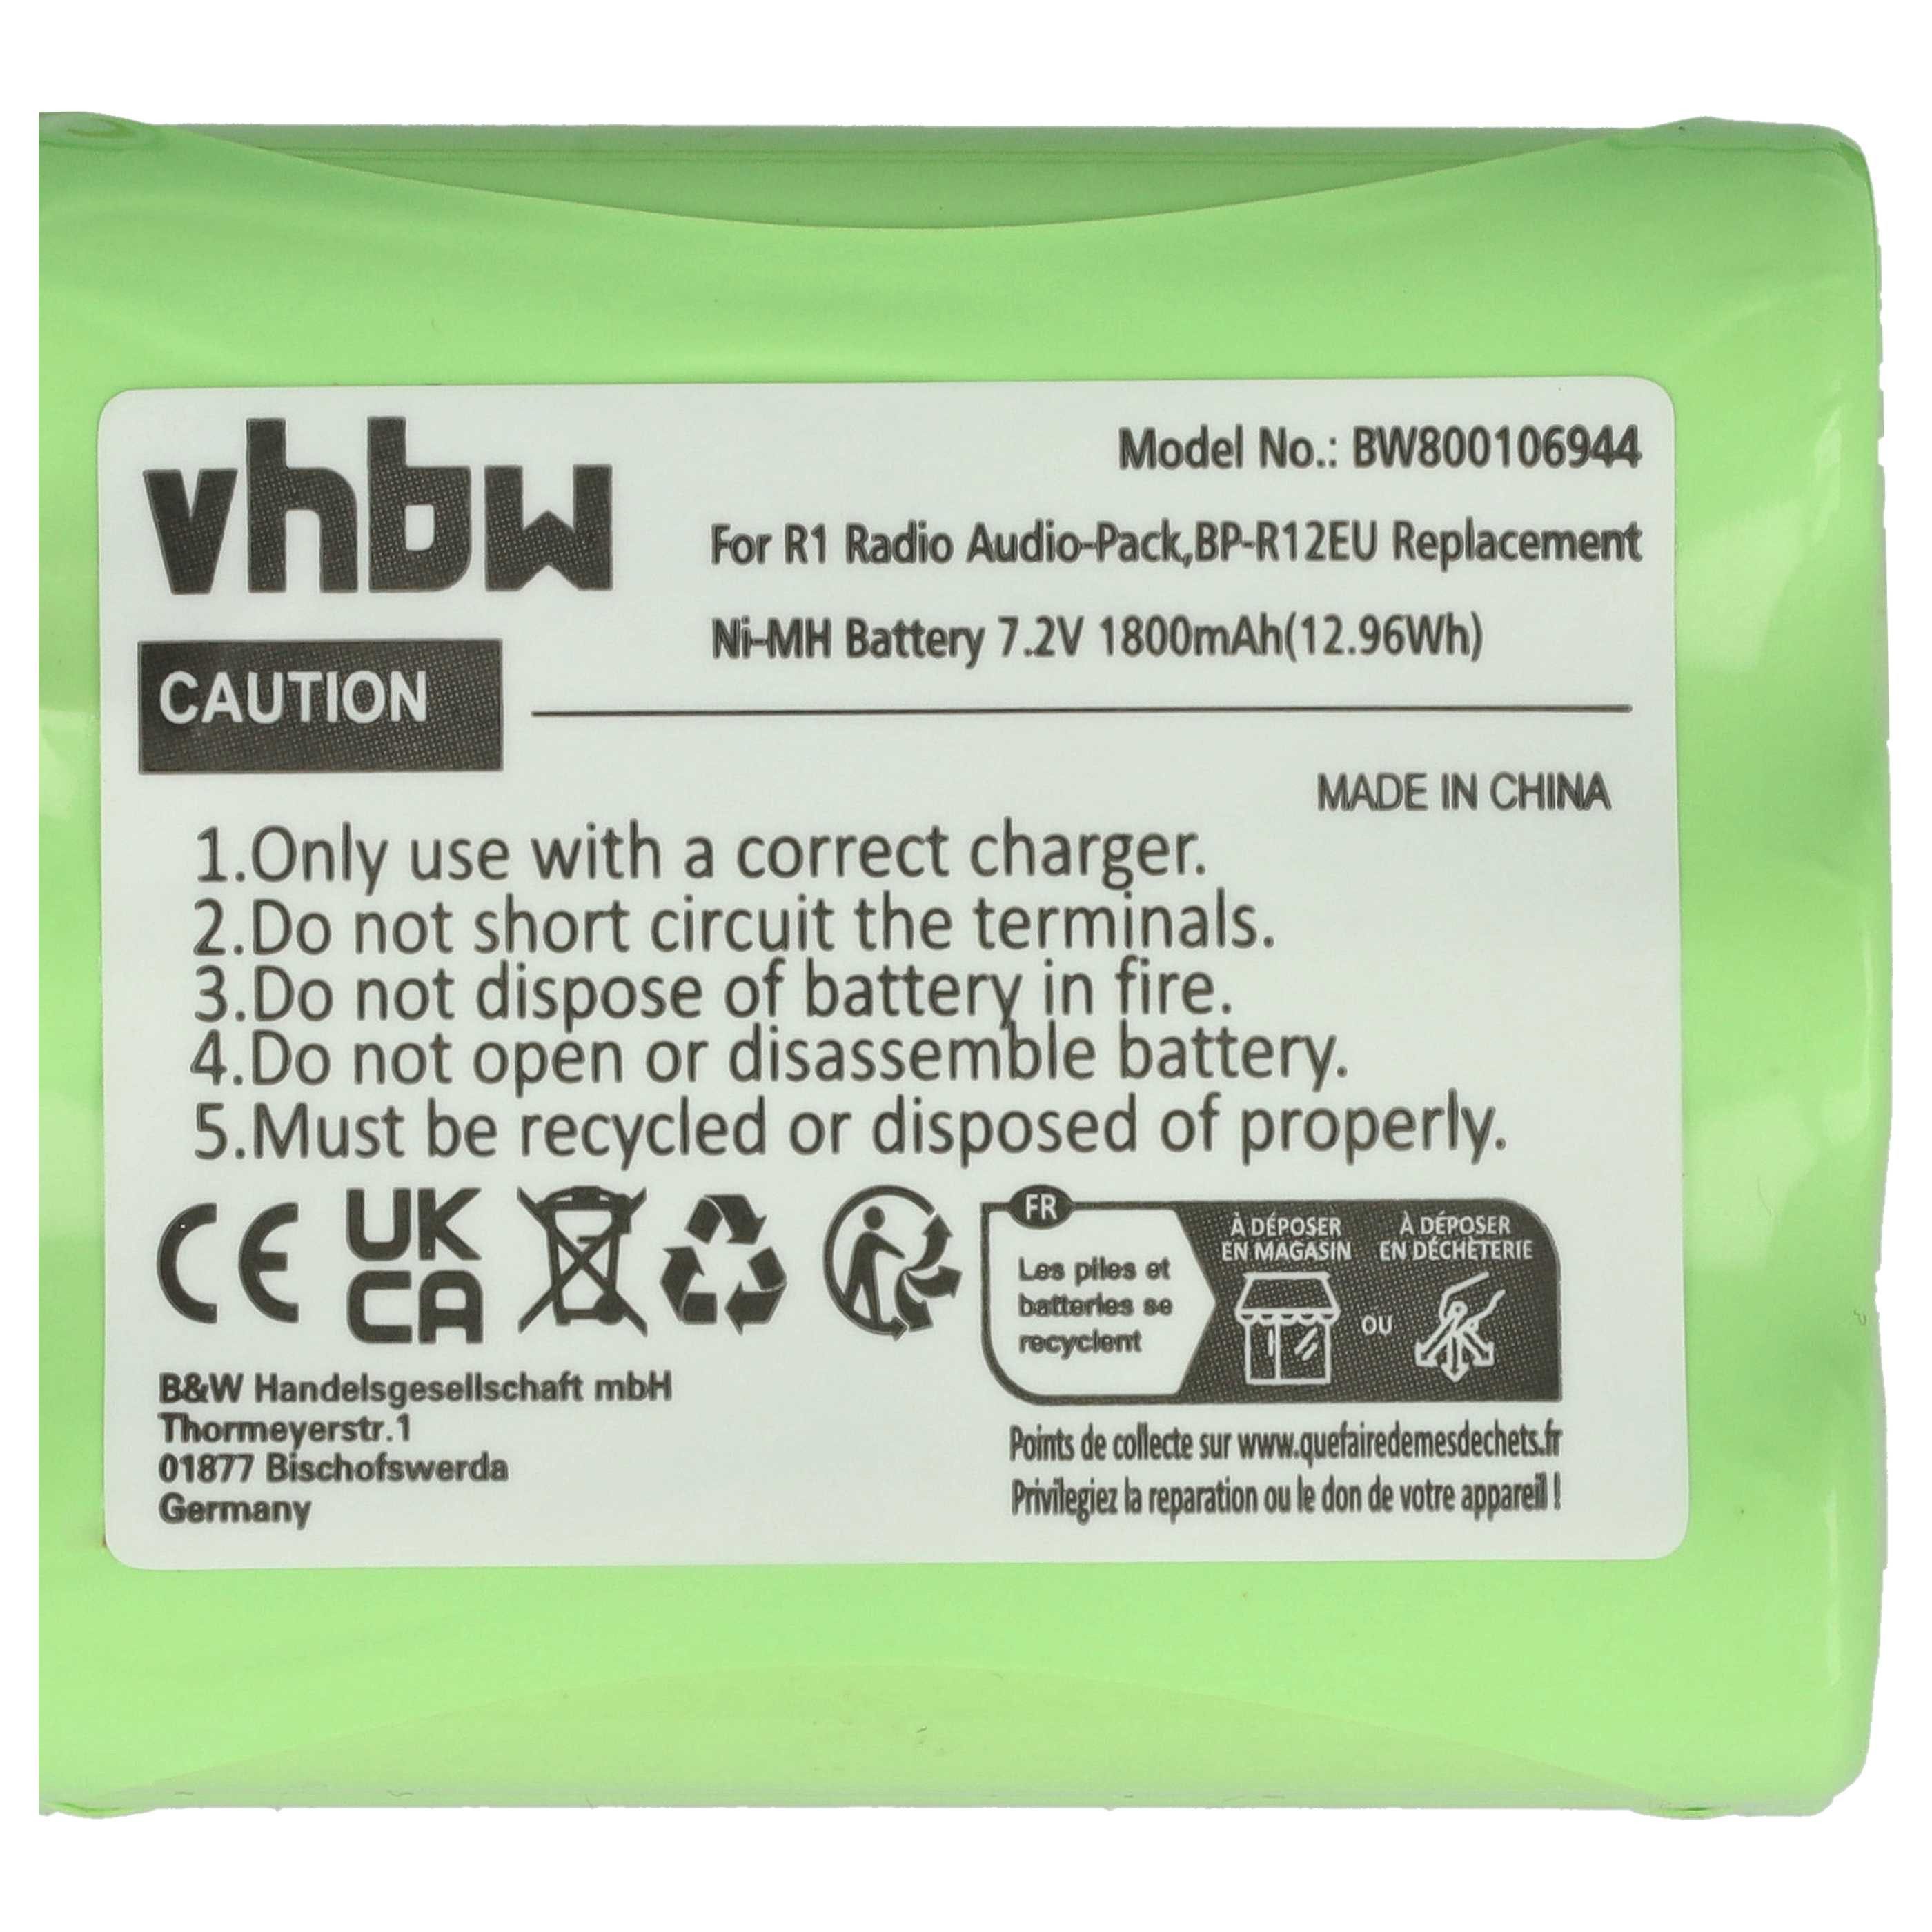 vhbw
Model No.: BW800106944
For R1 Radio Audio-Pack,BP-R12EU Replacement
Ni-MH Battery 7.2V 1800mAh(12.96Wh)
CAUTION
MADE IN CHINA
1.Only use with a correct charger.
2.Do not short circuit the terminals.
3.Do not dispose of battery in fire.
4.Do not open or disassemble battery.
5.Must be recycled or disposed of properly.
CE
UK
CA
FR
Les piles et
batteries se
recyclent
À DÉPOSER
EN MAGASIN
OU
À DÉPOSER
EN DÉCHÈTERIE
B&W Handelsgesellschaft mbH
Thormeyerstr.1
01877 Bischofswerda
Germany
Points de collecte sur www.quefairedemesdechets.fr
Privilegiez la reparation ou le don de votre appareil !